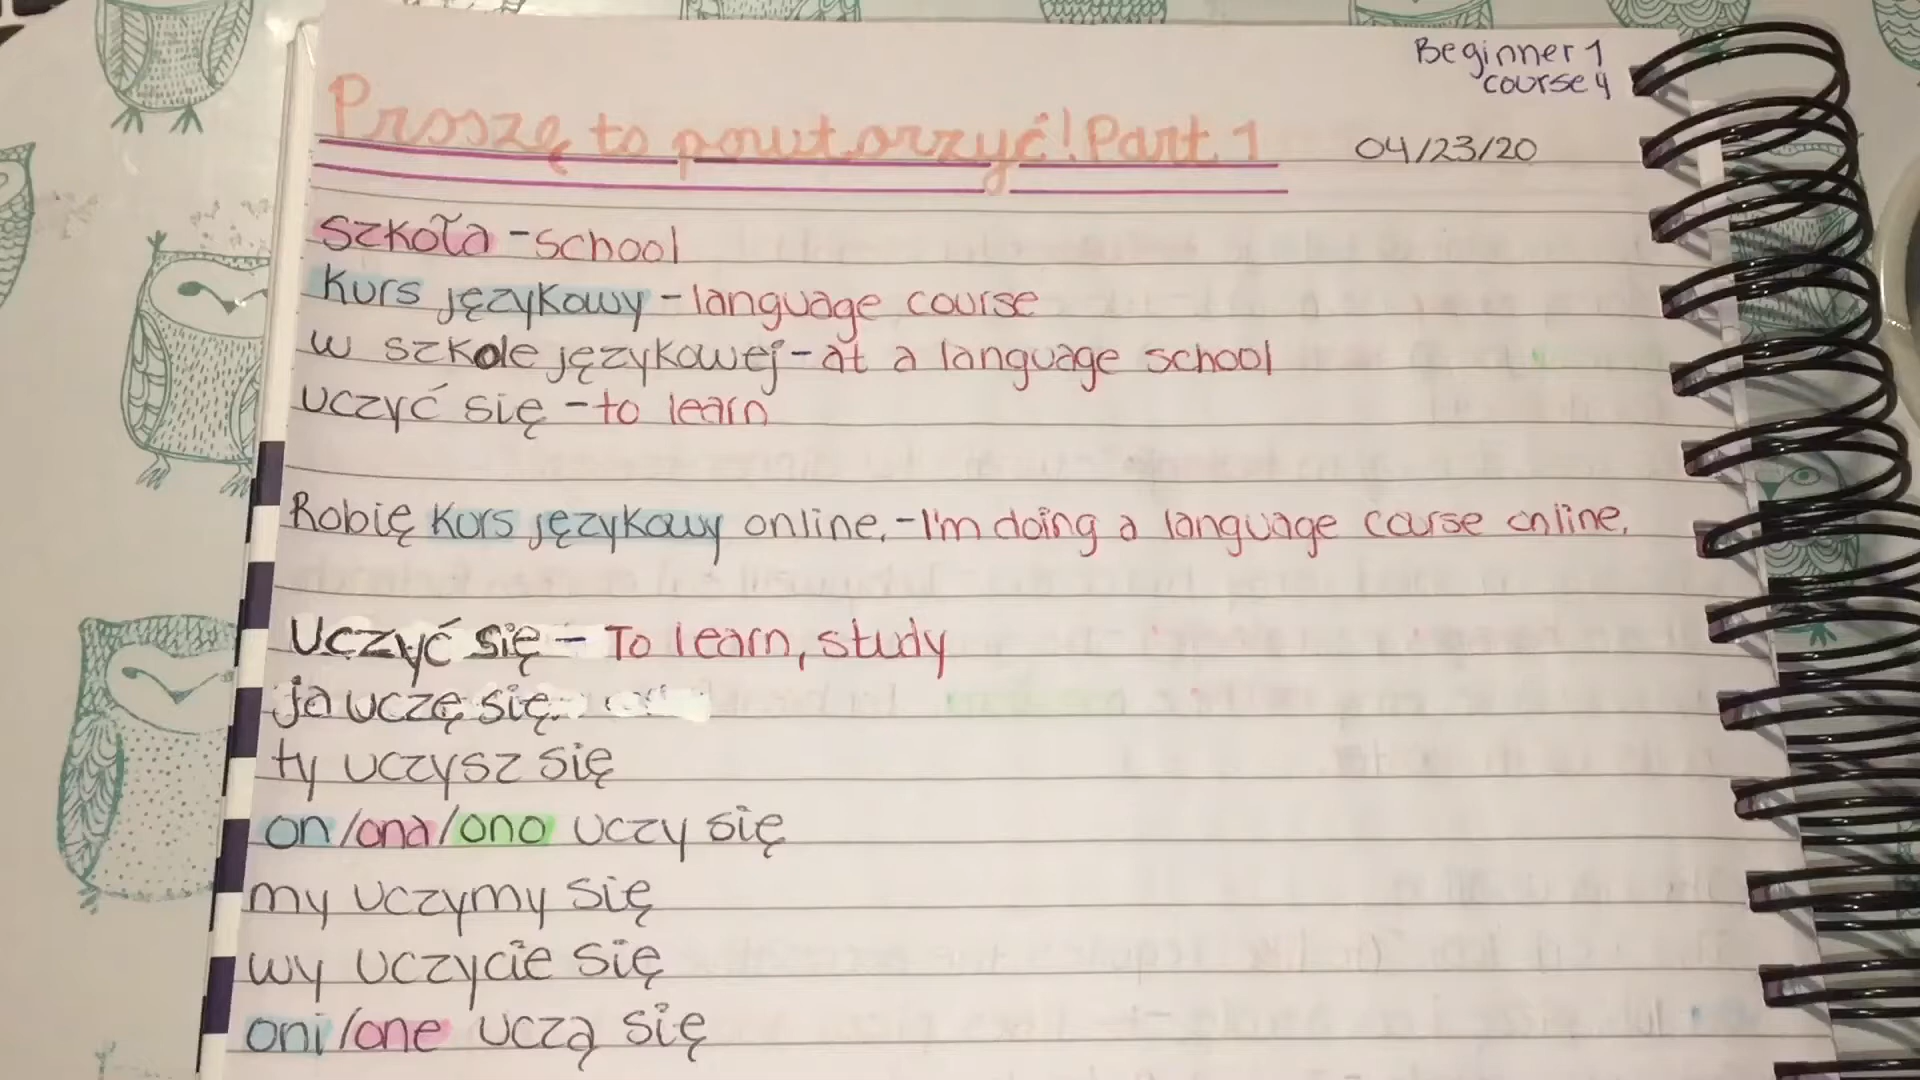 Beginner 1
course 4
Proszę to powtórzyć! Part 1
04/23/20
szkoła - school
Kurs językowy - language course
w szkole językowej - at a language school
uczyć się - to learn
Robię kurs językowy online. - I'm doing a language course online.
Uczyć się - To learn, study
ja uczę się
ty uczysz się
on/ona/ono uczy się
my uczymy się
wy uczycie się
oni/one uczą się